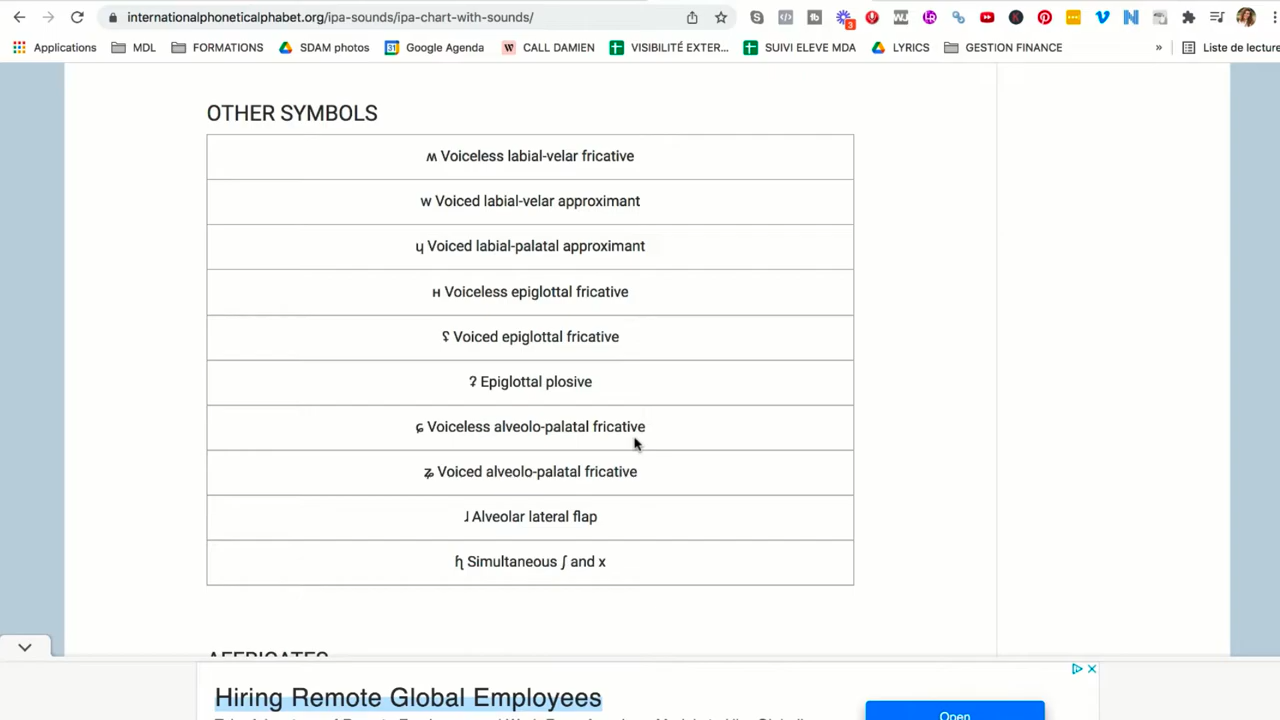 internationalphoneticalphabet.org/ipa-sounds/ipa-chart-with-sounds/
3
Applications MDL FORMATIONS SDAM photos Google Agenda CALL DAMIEN VISIBILITÉ EXTER... SUIVI ELEVE MDA LYRICS GESTION FINANCE » Liste de lecture
OTHER SYMBOLS
ʍ Voiceless labial-velar fricative
w Voiced labial-velar approximant
ɥ Voiced labial-palatal approximant
ʜ Voiceless epiglottal fricative
ʢ Voiced epiglottal fricative
ʡ Epiglottal plosive
ɕ Voiceless alveolo-palatal fricative
ʑ Voiced alveolo-palatal fricative
ɺ Alveolar lateral flap
ɧ Simultaneous ʃ and x
AFFRICATES
Hiring Remote Global Employees
Open